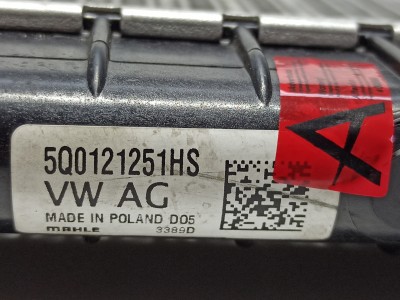 5Q0121251HS
VW AG
MADE IN POLAND D05
MAHLE 3389D
A